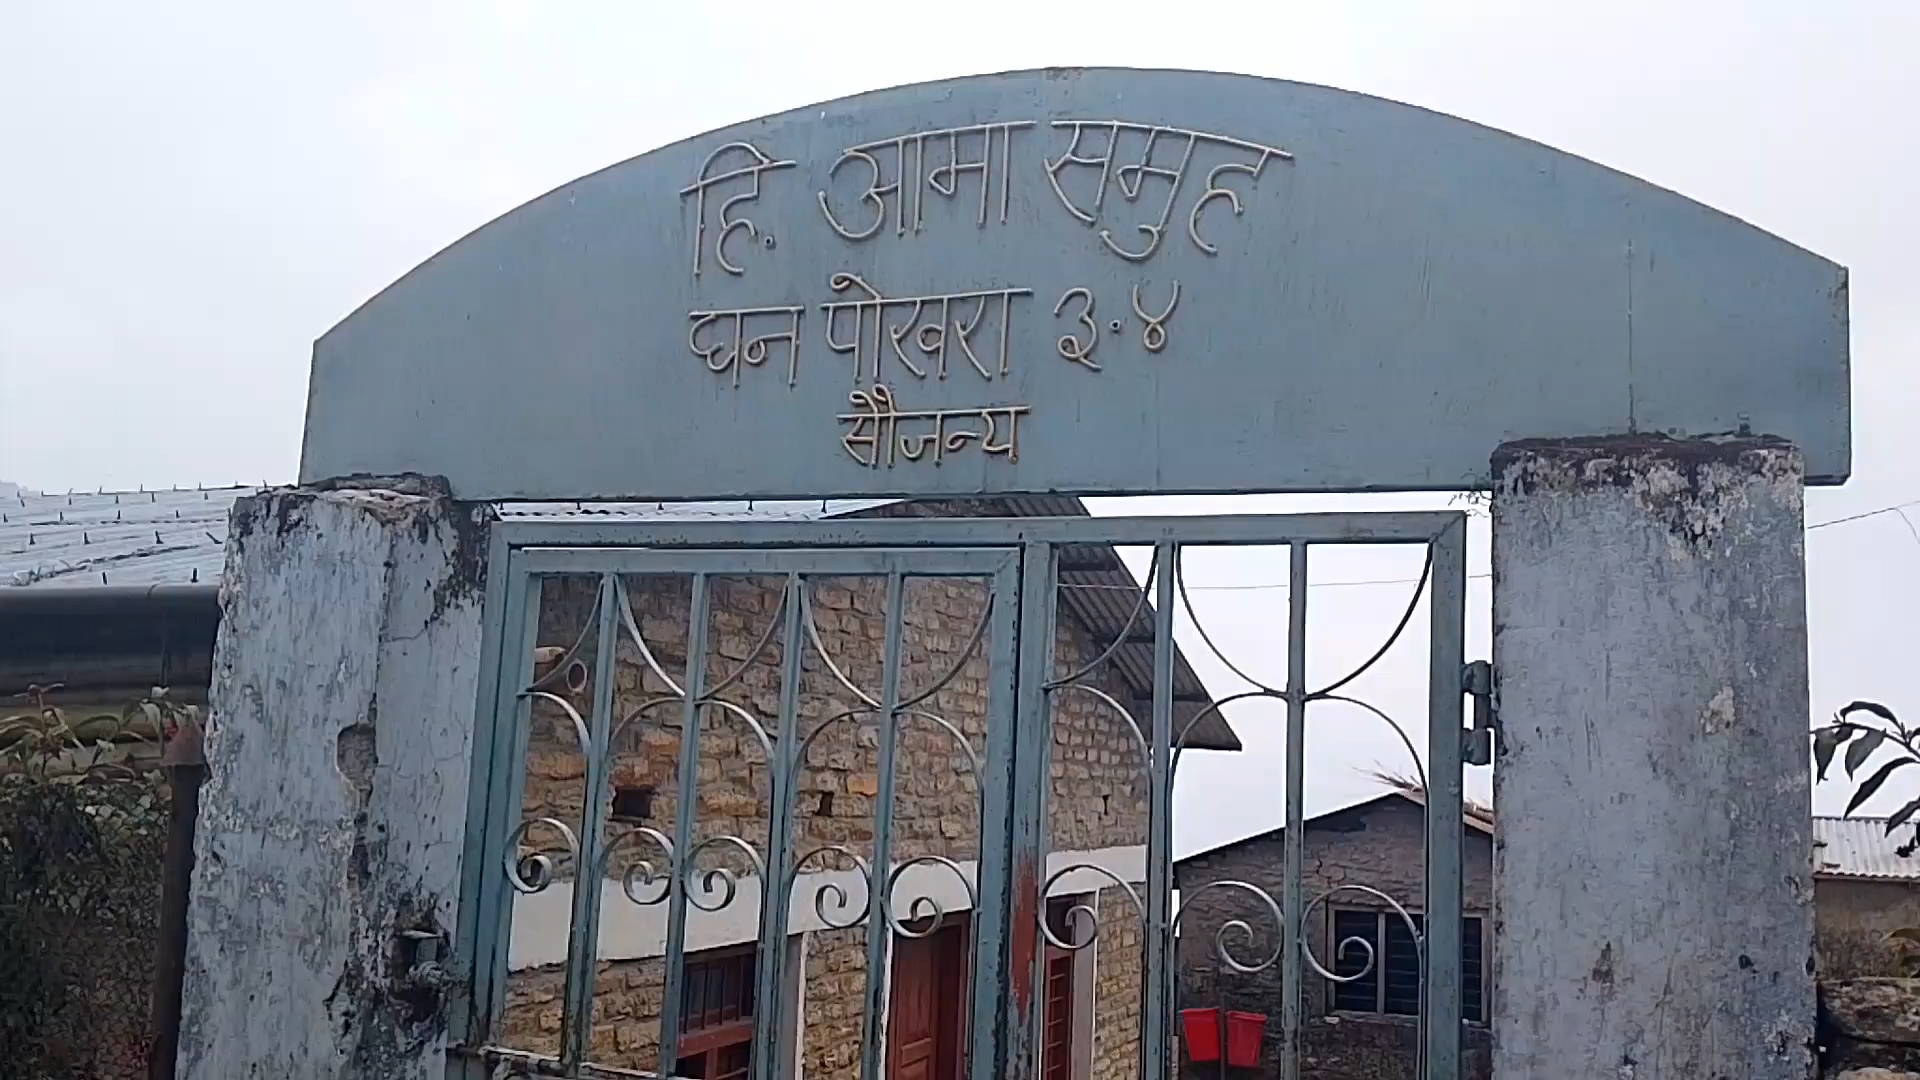 हि. आमा समुह
घन पोखरा ३.४
सौजन्य